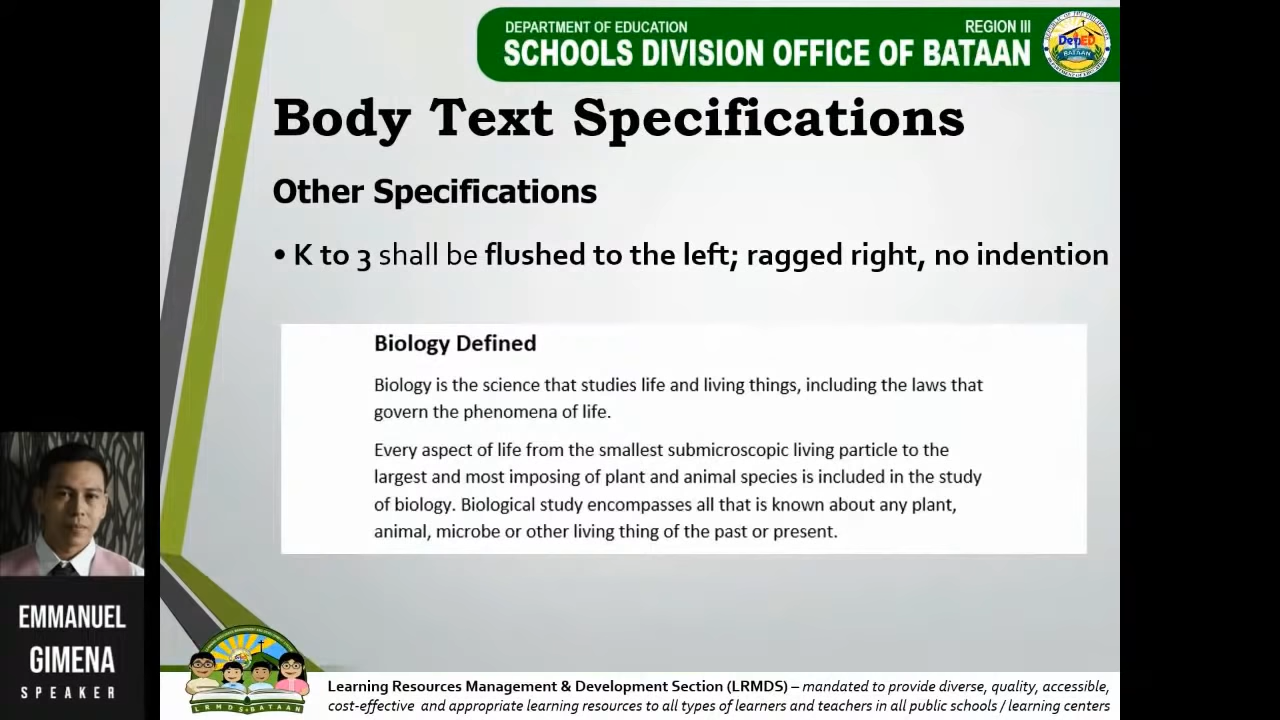 DEPARTMENT OF EDUCATION REGION III
SCHOOLS DIVISION OFFICE OF BATAAN
DepED
BATAAN
Body Text Specifications
Other Specifications
• K to 3 shall be flushed to the left; ragged right, no indention
Biology Defined
Biology is the science that studies life and living things, including the laws that
govern the phenomena of life.
Every aspect of life from the smallest submicroscopic living particle to the
largest and most imposing of plant and animal species is included in the study
of biology. Biological study encompasses all that is known about any plant,
animal, microbe or other living thing of the past or present.
EMMANUEL
GIMENA
SPEAKER
LRMDS BATAAN
Learning Resources Management & Development Section (LRMDS) – mandated to provide diverse, quality, accessible,
cost-effective and appropriate learning resources to all types of learners and teachers in all public schools / learning centers